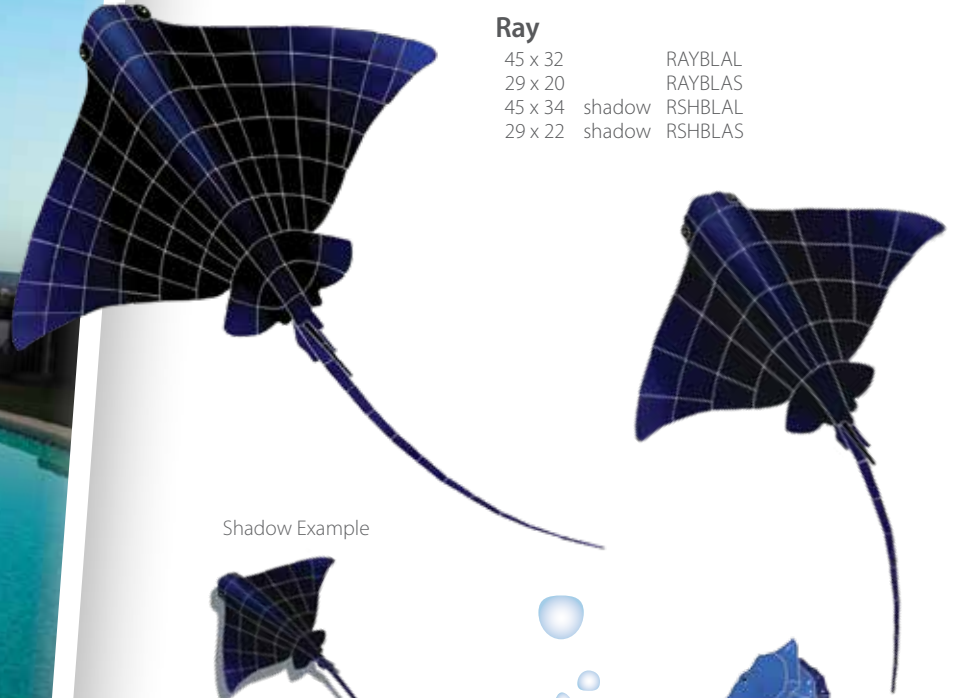 Ray
45 x 32 RAYBLAL
29 x 20 RAYBLAS
45 x 34 shadow RSHBLAL
29 x 22 shadow RSHBLAS
Shadow Example